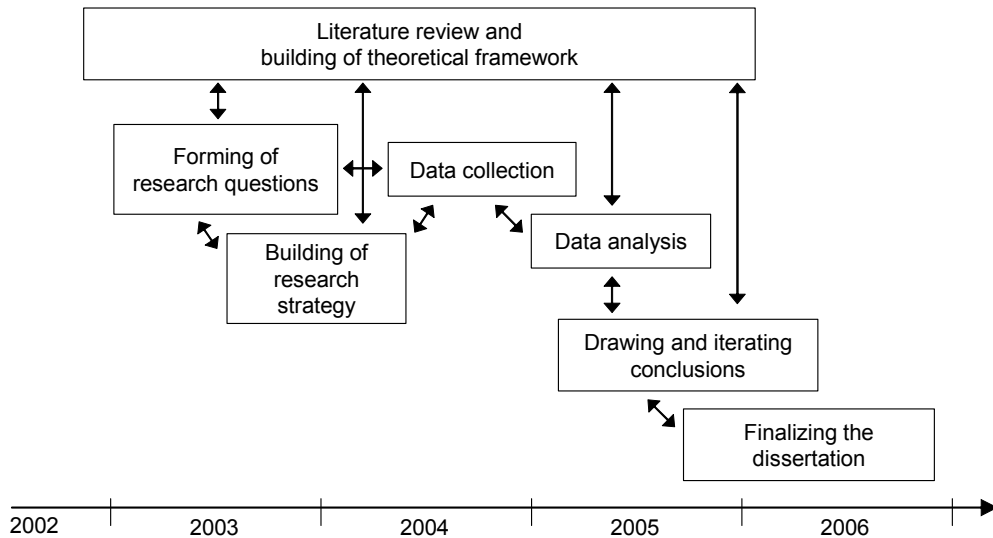 Literature review and
building of theoretical framework
Forming of
research questions
Data collection
Building of
research
strategy
Data analysis
Drawing and iterating
conclusions
Finalizing the
dissertation
2002
2003
2004
2005
2006